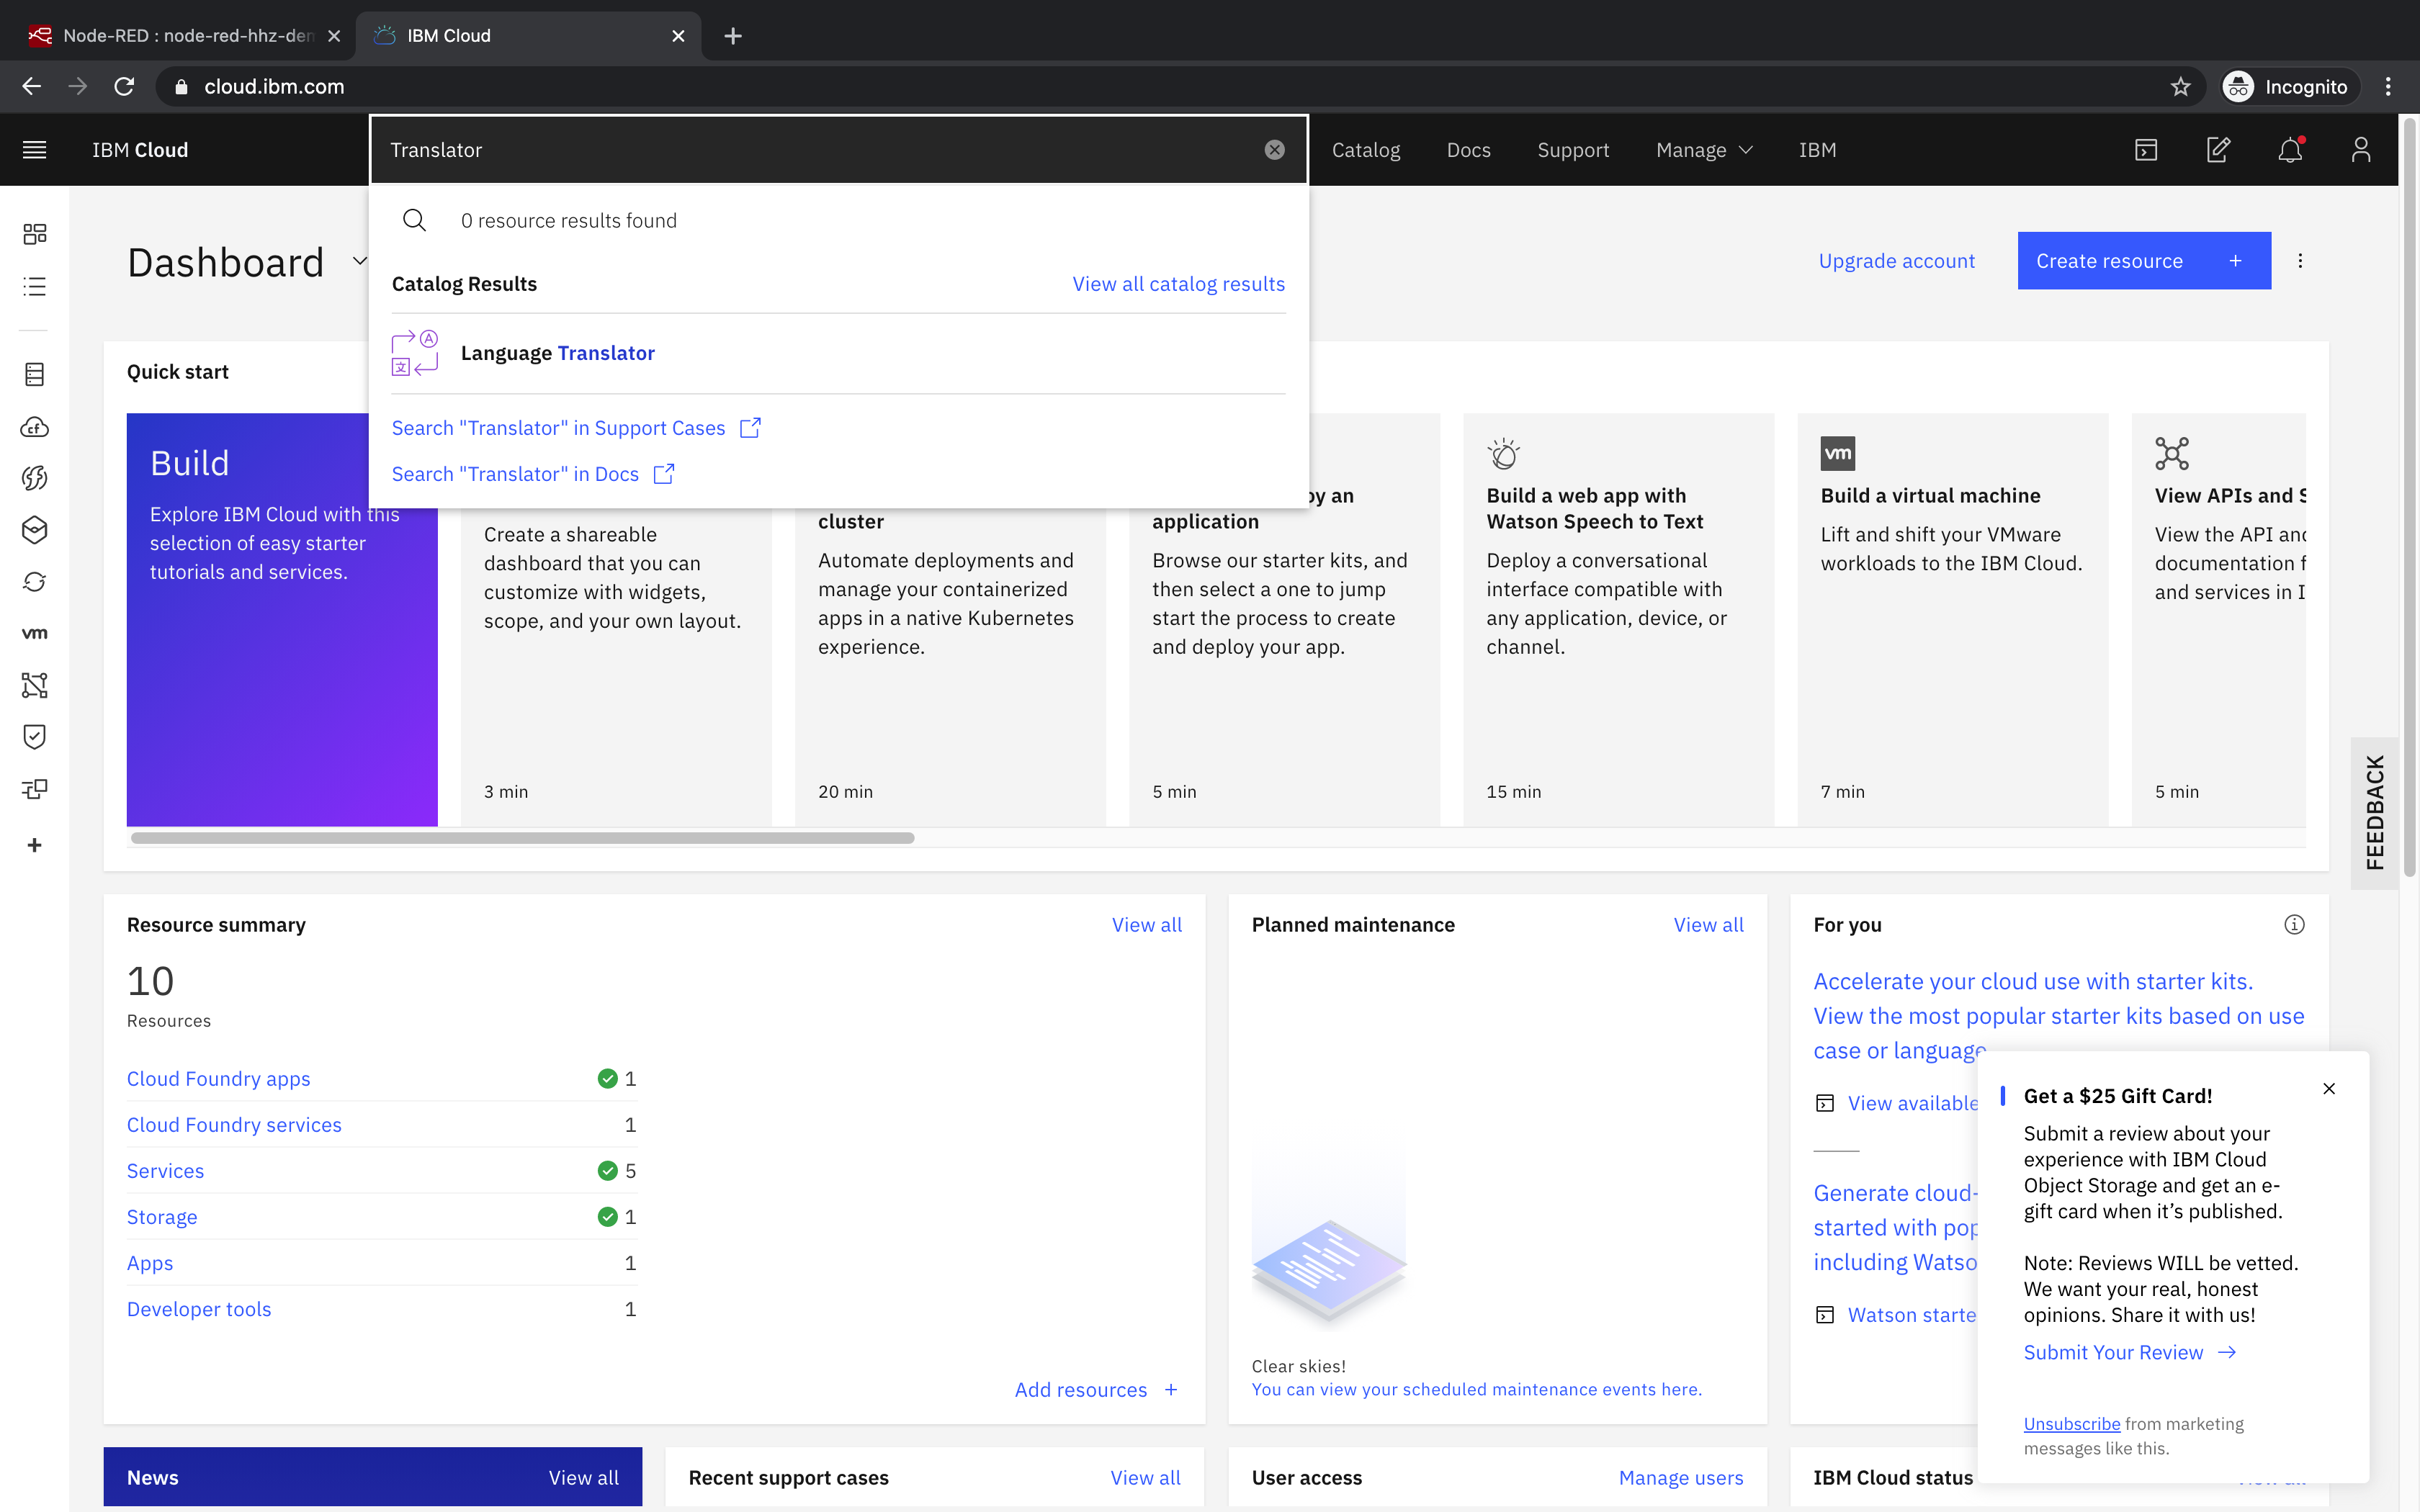 Node-RED : node-red-hhz-den
IBM Cloud
cloud.ibm.com
Incognito
IBM Cloud
Translator
Catalog
Docs
Support
Manage
IBM
0 resource results found
Dashboard
Upgrade account
Create resource +
Catalog Results
View all catalog results
Language Translator
Search "Translator" in Support Cases
Search "Translator" in Docs
Quick start
Build
Explore IBM Cloud with this
selection of easy starter
tutorials and services.
Create a shareable
dashboard that you can
customize with widgets,
scope, and your own layout.
3 min
cluster
Automate deployments and
manage your containerized
apps in a native Kubernetes
experience.
20 min
oy an
application
Browse our starter kits, and
then select a one to jump
start the process to create
and deploy your app.
5 min
Build a web app with
Watson Speech to Text
Deploy a conversational
interface compatible with
any application, device, or
channel.
15 min
vm
Build a virtual machine
Lift and shift your VMware
workloads to the IBM Cloud.
7 min
View APIs and S
View the API and
documentation f
and services in I
5 min
cf
vm
FEEDBACK
Resource summary
View all
10
Resources
Cloud Foundry apps 1
Cloud Foundry services 1
Services 5
Storage 1
Apps 1
Developer tools 1
Add resources +
Planned maintenance
View all
Clear skies!
You can view your scheduled maintenance events here.
For you
Accelerate your cloud use with starter kits.
View the most popular starter kits based on use
case or language
View available
Generate cloud-
started with pop
including Watso
Watson starte
Get a $25 Gift Card!
Submit a review about your
experience with IBM Cloud
Object Storage and get an e-
gift card when it’s published.
Note: Reviews WILL be vetted.
We want your real, honest
opinions. Share it with us!
Submit Your Review
Unsubscribe from marketing
messages like this.
News
View all
Recent support cases
View all
User access
Manage users
IBM Cloud status